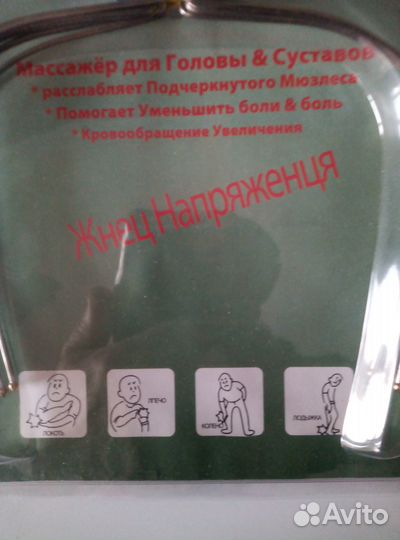 Массажёр для Головы & Суставов
* расслабляет Подчеркнутого Мюзлеса
* Помогает Уменьшить боли & боль
* Кровообращение Увеличения
Жнец Напряженця
ЛОКОТЬ
ЛПЕЧО
КОЛЕНО
ЛОДЫЖКА
Avito